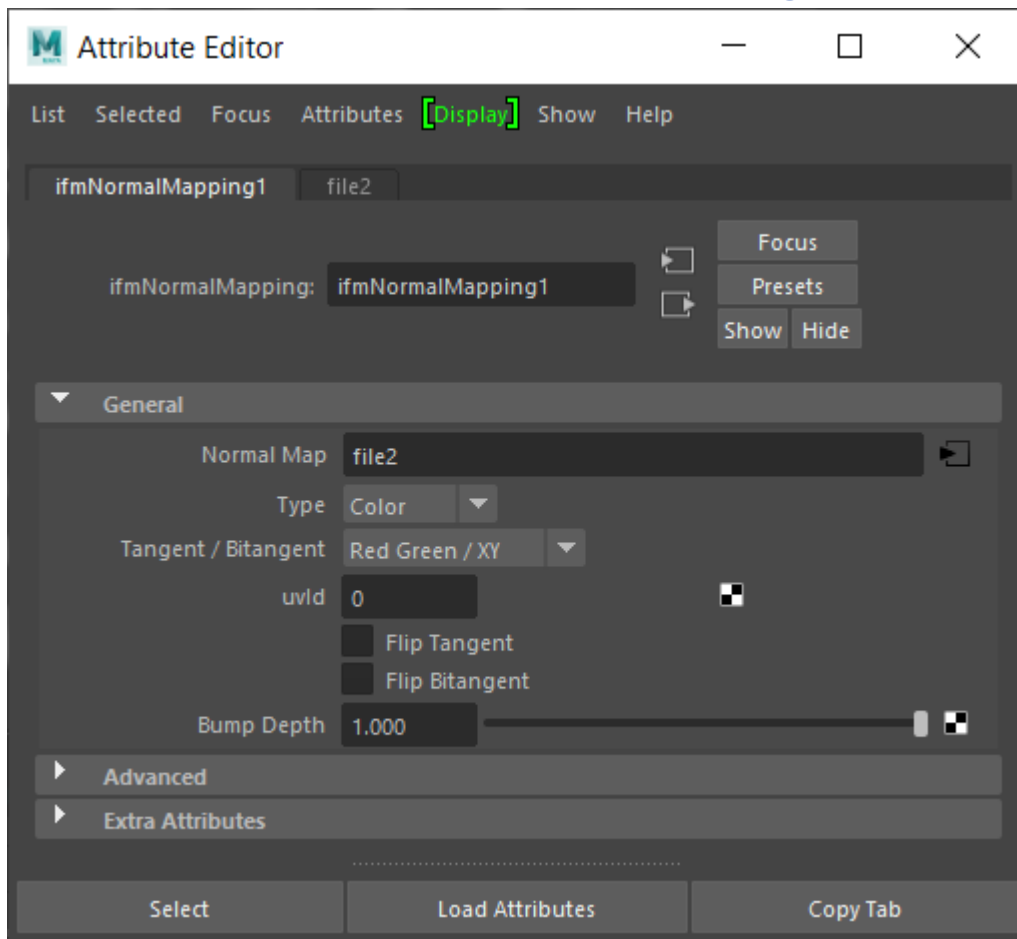 Attribute Editor
List Selected Focus Attributes [Display] Show Help
ifmNormalMapping1 file2
Focus
ifmNormalMapping: ifmNormalMapping1 Presets
Show Hide
General
Normal Map file2
Type Color
Tangent / Bitangent Red Green / XY
uvId 0
Flip Tangent
Flip Bitangent
Bump Depth 1.000
Advanced
Extra Attributes
Select Load Attributes Copy Tab